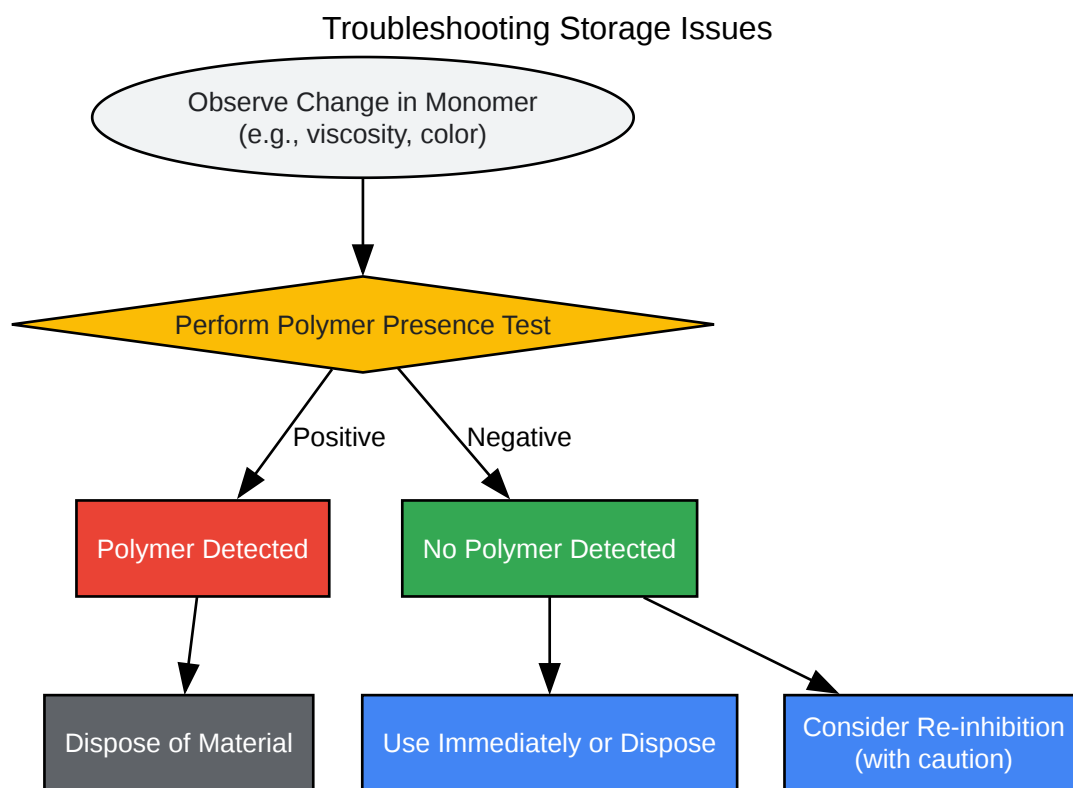 Troubleshooting Storage Issues
Observe Change in Monomer
(e.g., viscosity, color)
Perform Polymer Presence Test
Positive
Negative
Polymer Detected
No Polymer Detected
Dispose of Material
Use Immediately or Dispose
Consider Re-inhibition
(with caution)